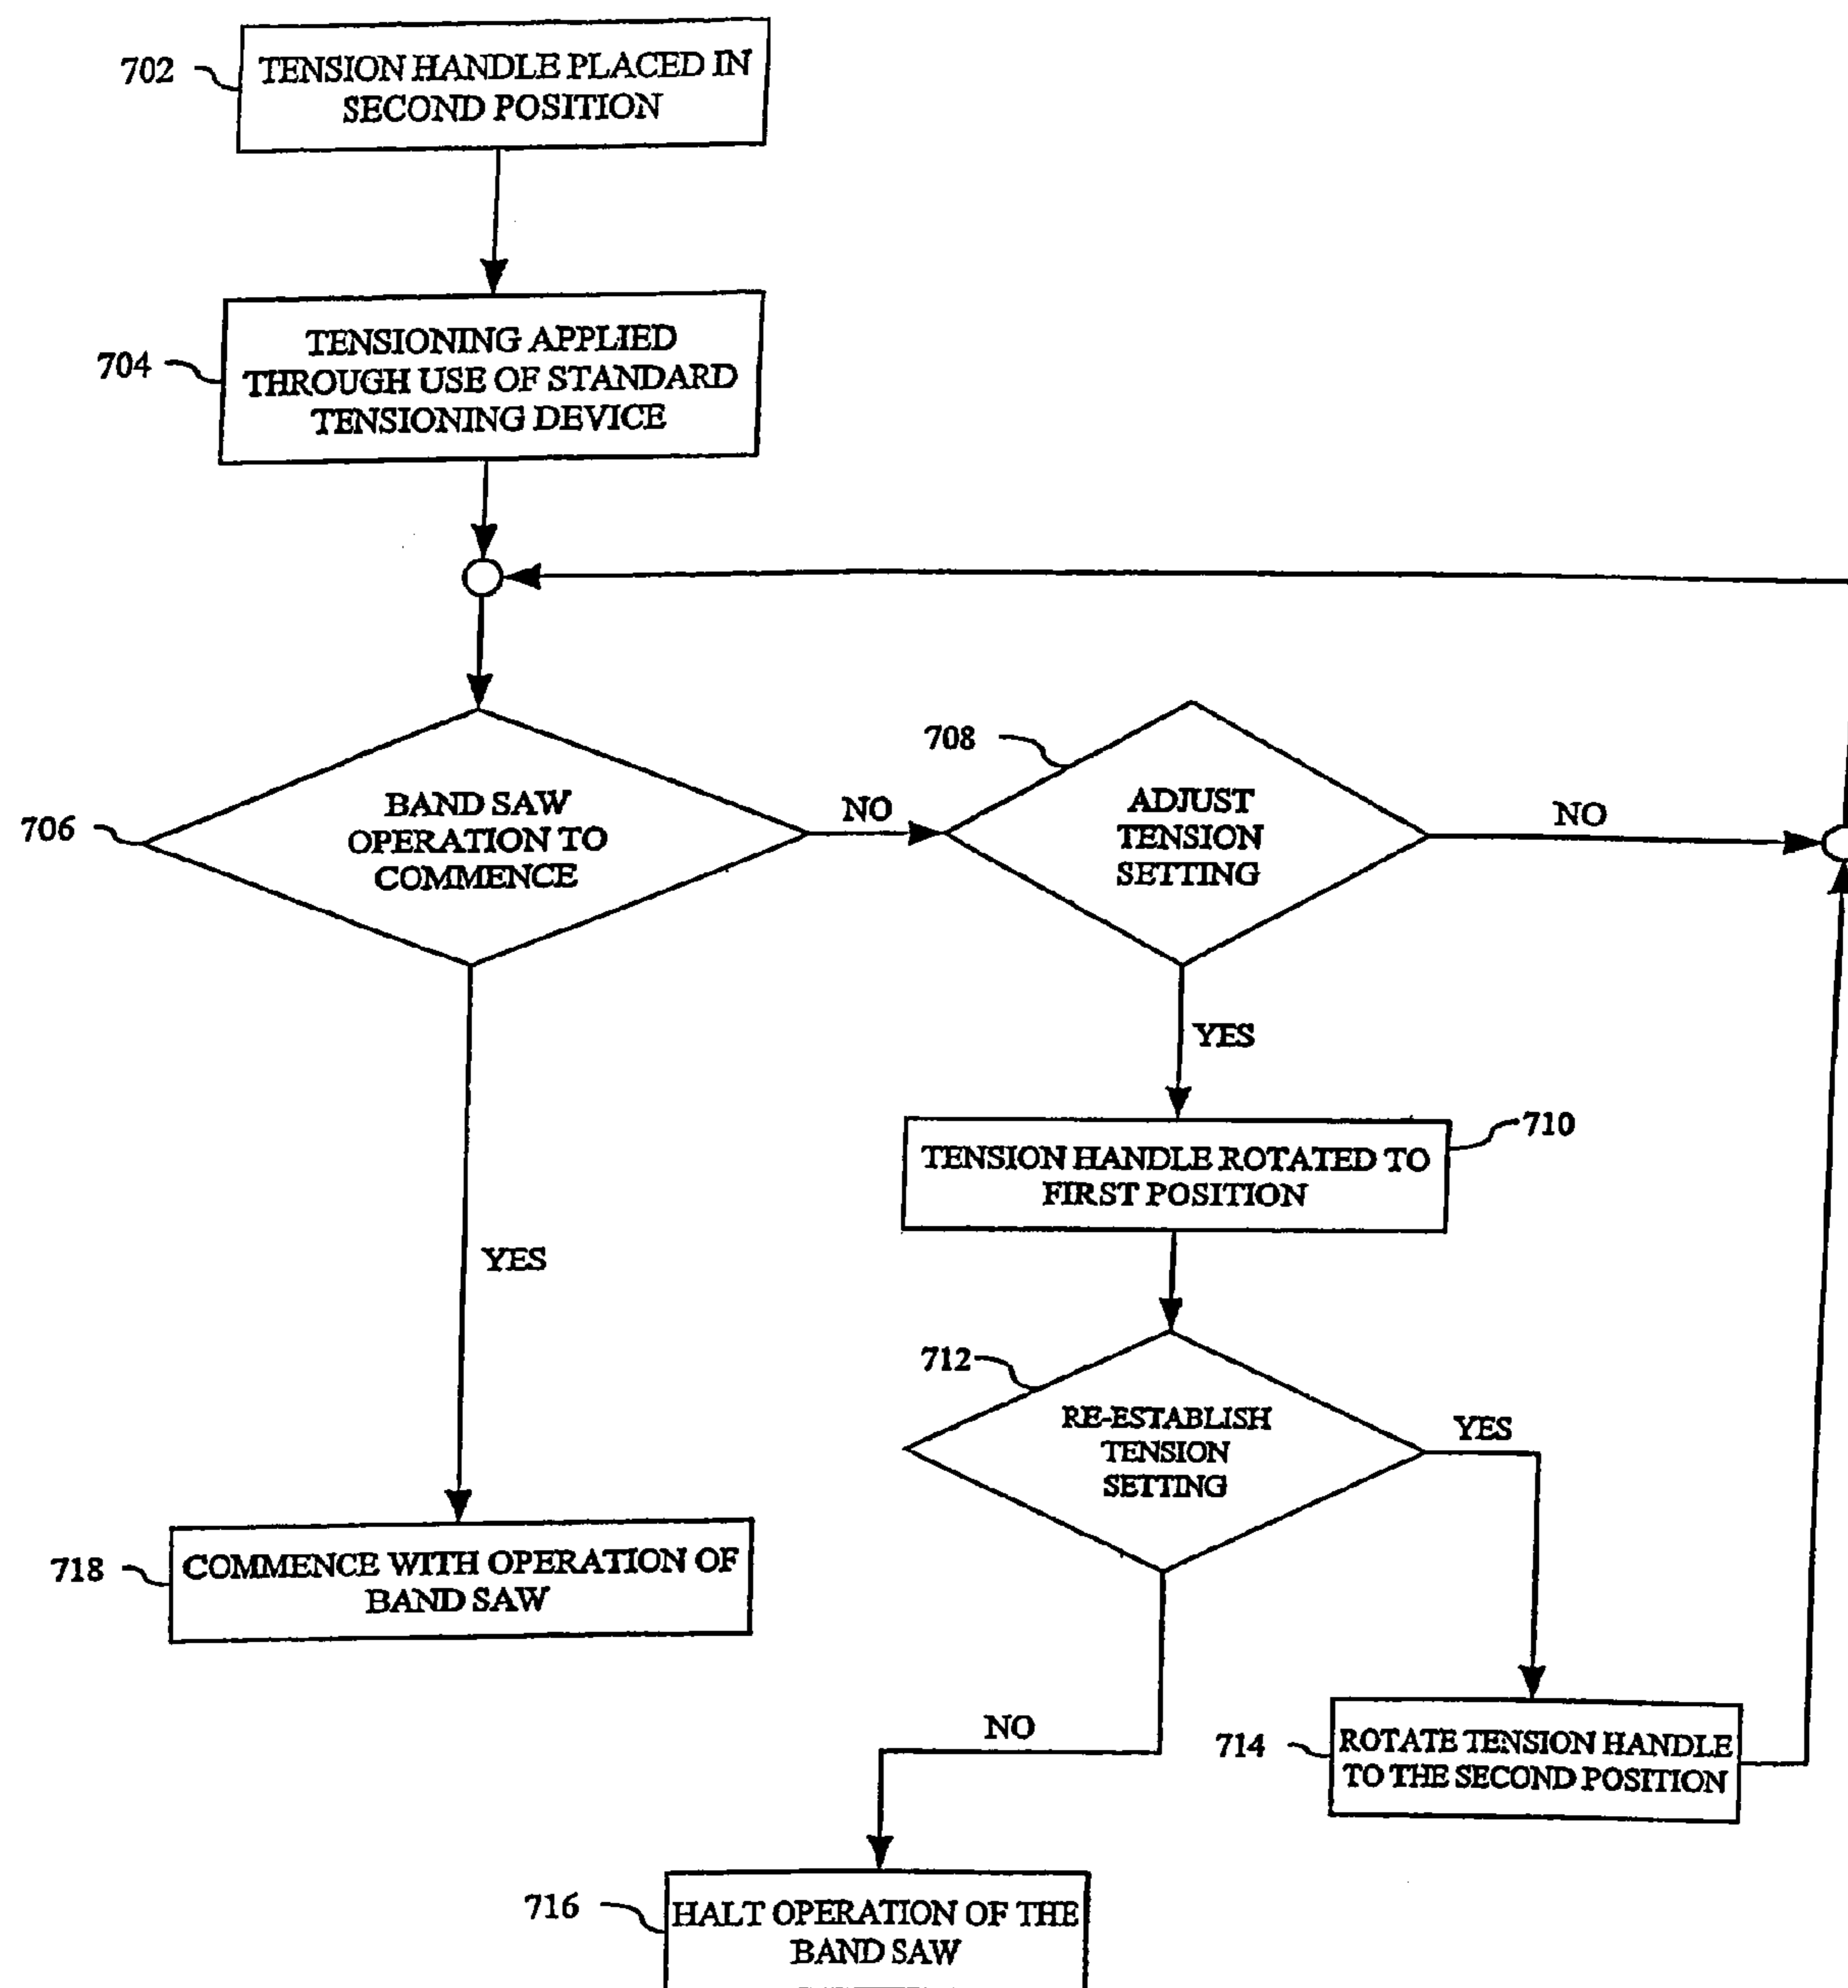 702
TENSION HANDLE PLACED IN
SECOND POSITION
704
TENSIONING APPLIED
THROUGH USE OF STANDARD
TENSIONING DEVICE
706
BAND SAW
OPERATION TO
COMMENCE
NO
708
ADJUST
TENSION
SETTING
NO
YES
710
TENSION HANDLE ROTATED TO
FIRST POSITION
YES
712
RE-ESTABLISH
TENSION
SETTING
YES
718
COMMENCE WITH OPERATION OF
BAND SAW
NO
714
ROTATE TENSION HANDLE
TO THE SECOND POSITION
716
HALT OPERATION OF THE
BAND SAW